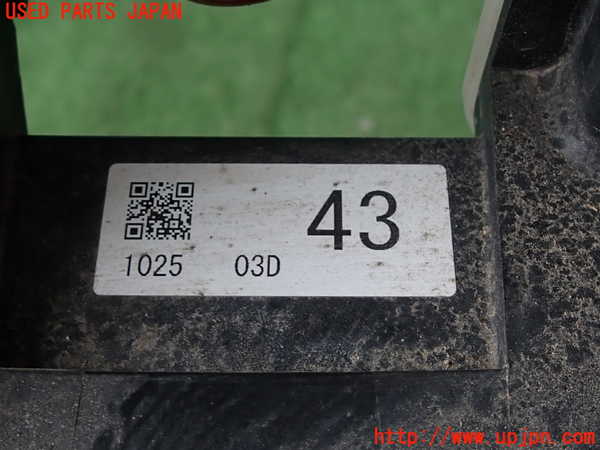 USED PARTS JAPAN
43
1025 03D
http://www.upjpn.com/